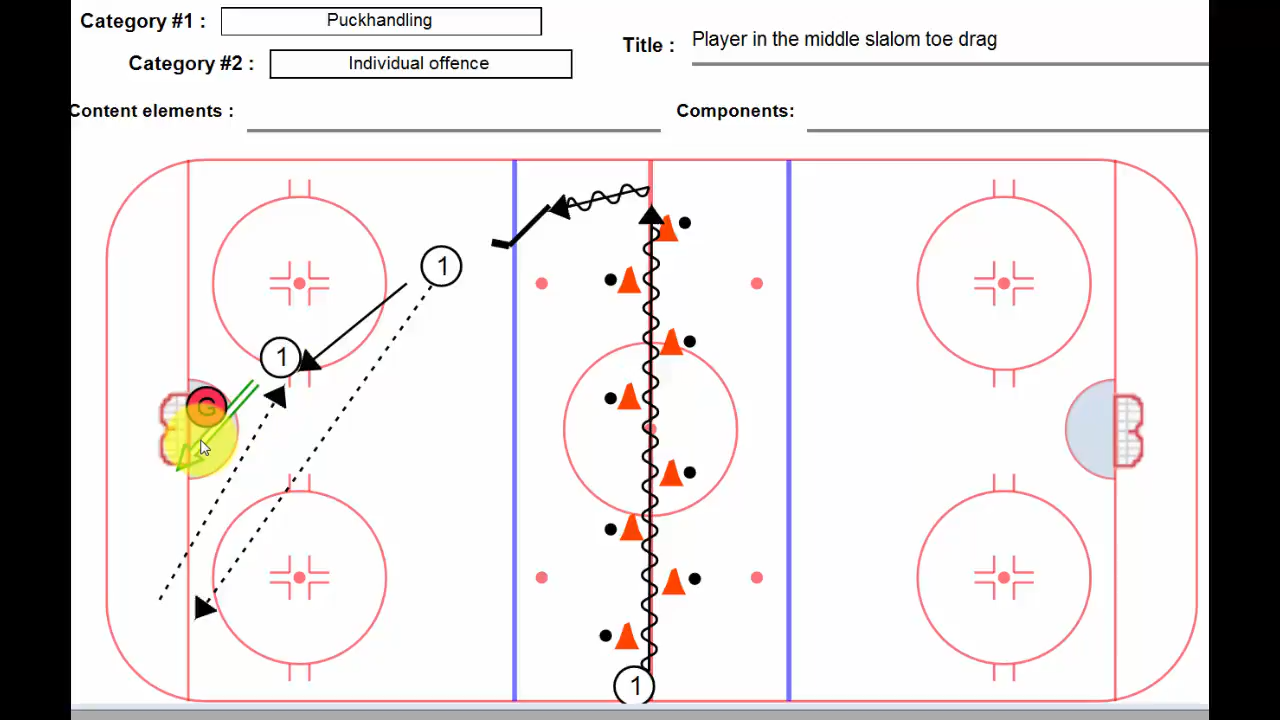 Category #1 :
Puckhandling
Category #2 :
Individual offence
Title :
Player in the middle slalom toe drag
Content elements :
Components:
1
1
G
1